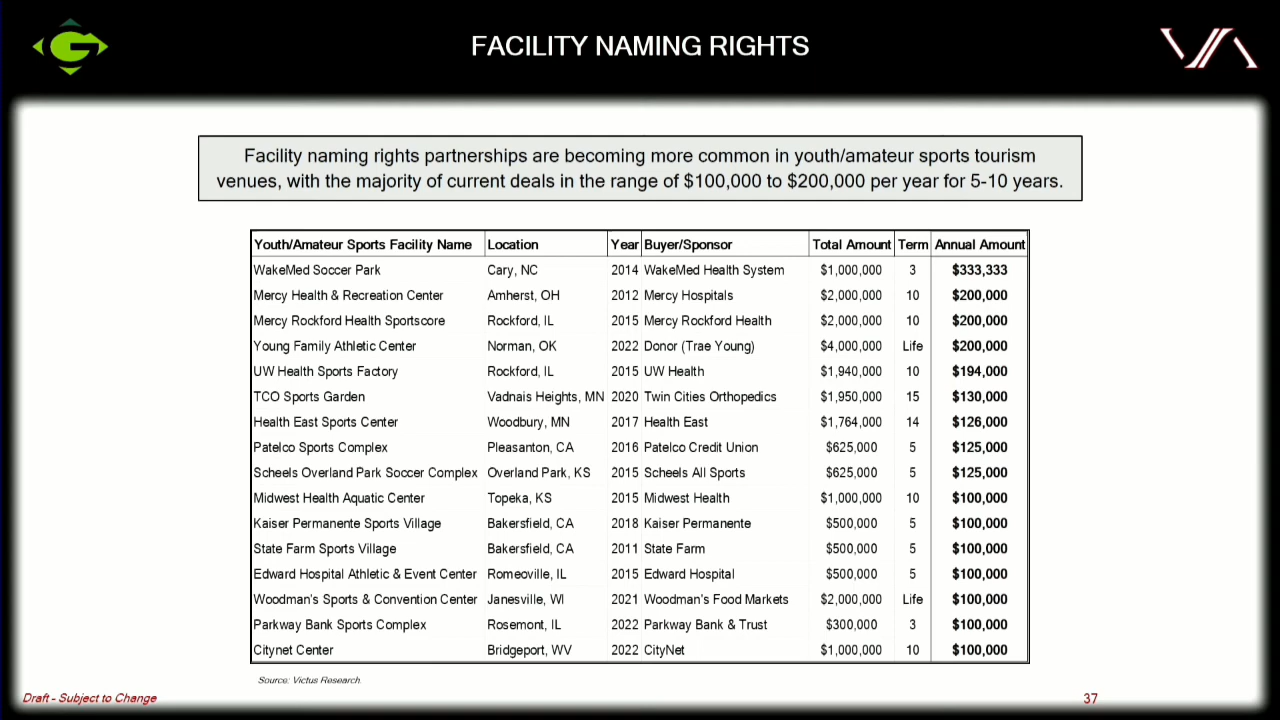 FACILITY NAMING RIGHTS
Facility naming rights partnerships are becoming more common in youth/amateur sports tourism
venues, with the majority of current deals in the range of $100,000 to $200,000 per year for 5-10 years.
Youth/Amateur Sports Facility Name Location Year Buyer/Sponsor Total Amount Term Annual Amount
WakeMed Soccer Park Cary, NC 2014 WakeMed Health System $1,000,000 3 $333,333
Mercy Health & Recreation Center Amherst, OH 2012 Mercy Hospitals $2,000,000 10 $200,000
Mercy Rockford Health Sportscore Rockford, IL 2015 Mercy Rockford Health $2,000,000 10 $200,000
Young Family Athletic Center Norman, OK 2022 Donor (Trae Young) $4,000,000 Life $200,000
UW Health Sports Factory Rockford, IL 2015 UW Health $1,940,000 10 $194,000
TCO Sports Garden Vadnais Heights, MN 2020 Twin Cities Orthopedics $1,950,000 15 $130,000
Health East Sports Center Woodbury, MN 2017 Health East $1,764,000 14 $126,000
Patelco Sports Complex Pleasanton, CA 2016 Patelco Credit Union $625,000 5 $125,000
Scheels Overland Park Soccer Complex Overland Park, KS 2015 Scheels All Sports $625,000 5 $125,000
Midwest Health Aquatic Center Topeka, KS 2015 Midwest Health $1,000,000 10 $100,000
Kaiser Permanente Sports Village Bakersfield, CA 2018 Kaiser Permanente $500,000 5 $100,000
State Farm Sports Village Bakersfield, CA 2011 State Farm $500,000 5 $100,000
Edward Hospital Athletic & Event Center Romeoville, IL 2015 Edward Hospital $500,000 5 $100,000
Woodman's Sports & Convention Center Janesville, WI 2021 Woodman's Food Markets $2,000,000 Life $100,000
Parkway Bank Sports Complex Rosemont, IL 2022 Parkway Bank & Trust $300,000 3 $100,000
Citynet Center Bridgeport, WV 2022 CityNet $1,000,000 10 $100,000
Source: Victus Research.
Draft - Subject to Change
37